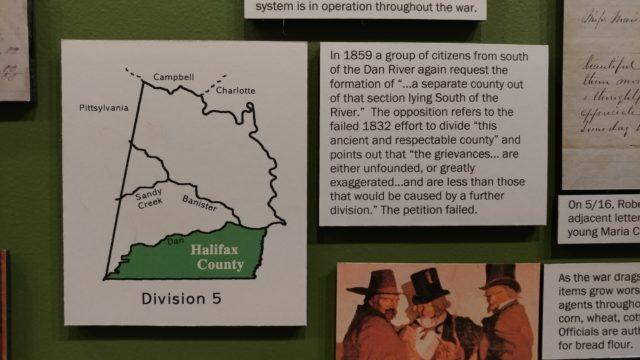 system is in operation throughout the war.
Campbell
Charlotte
Pittsylvania
Sandy
Creek
Banister
Dan
Halifax
County
Division 5
In 1859 a group of citizens from south
of the Dan River again request the
formation of "...a separate county out
of that section lying South of the
River." The opposition refers to the
failed 1832 effort to divide "this
ancient and respectable county" and
points out that "the grievances... are
either unfounded, or greatly
exaggerated...and are less than those
that would be caused by a further
division." The petition failed.
beautiful
On 5/16, Robe
adjacent letter
young Maria C
As the war drags
items grow wors
agents througho
corn, wheat, cott
Officials are aut
for bread flour.